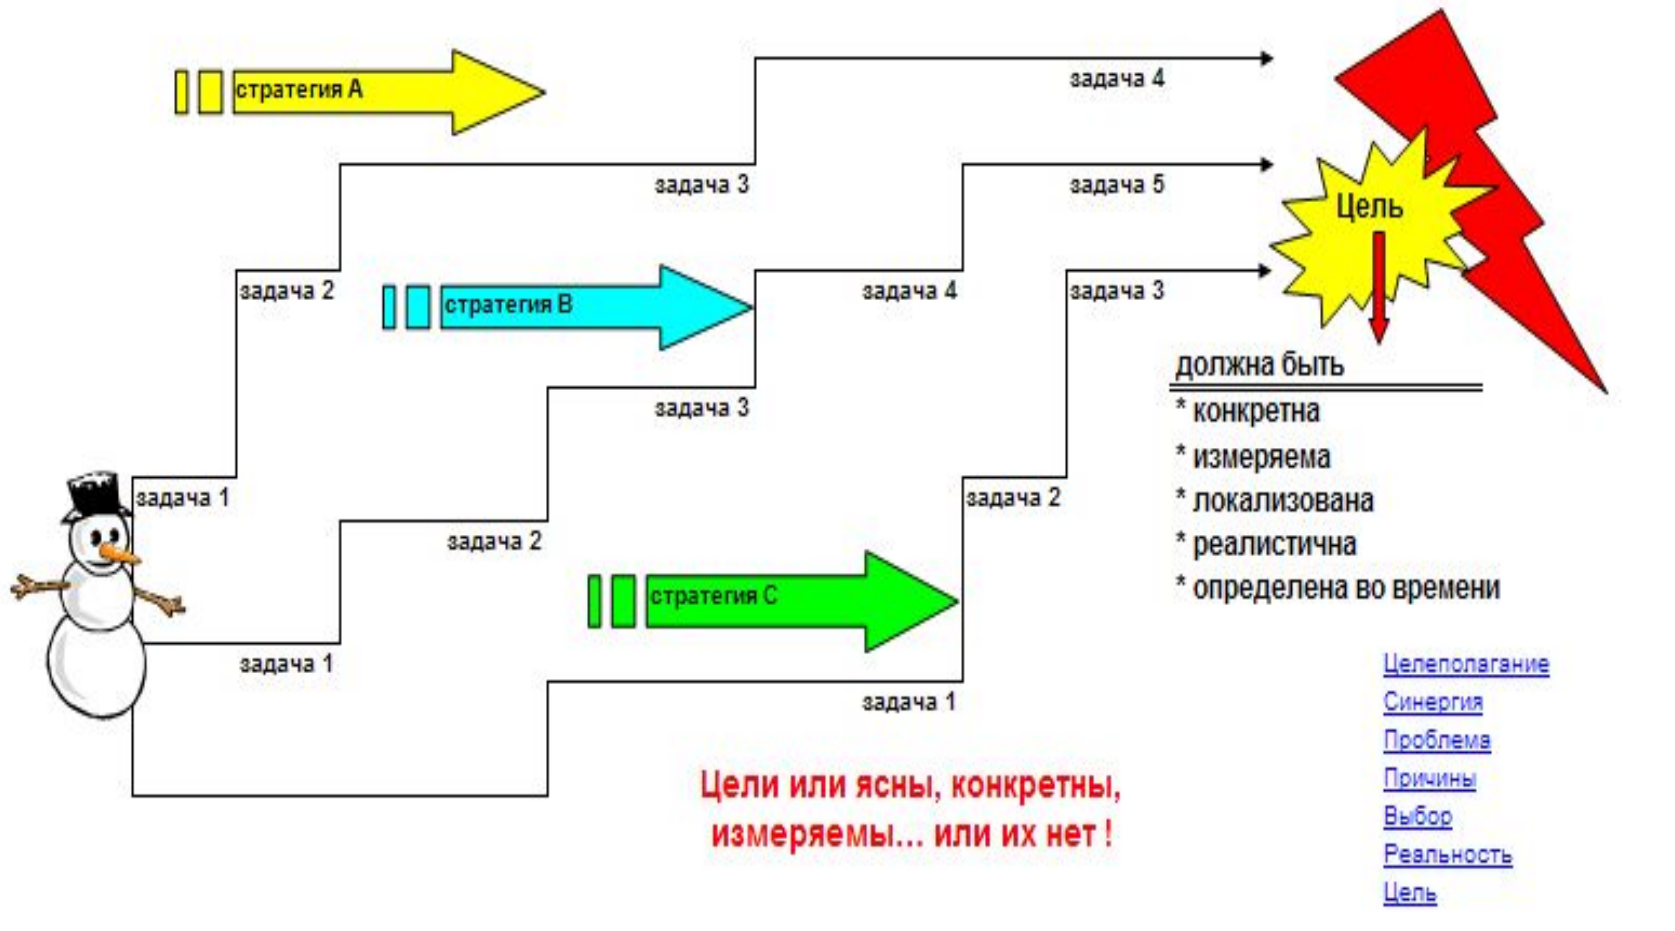 стратегия A
задача 4
задача 3
задача 5
Цель
задача 2
стратегия B
задача 4
задача 3
должна быть
задача 3
* конкретна
* измеряема
задача 1
задача 2
* локализована
задача 2
* реалистична
стратегия C
* определена во времени
задача 1
задача 1
Цели или ясны, конкретны,
измеряемы... или их нет !
Целеполагание
Синергия
Проблема
Причины
Выбор
Реальность
Цель